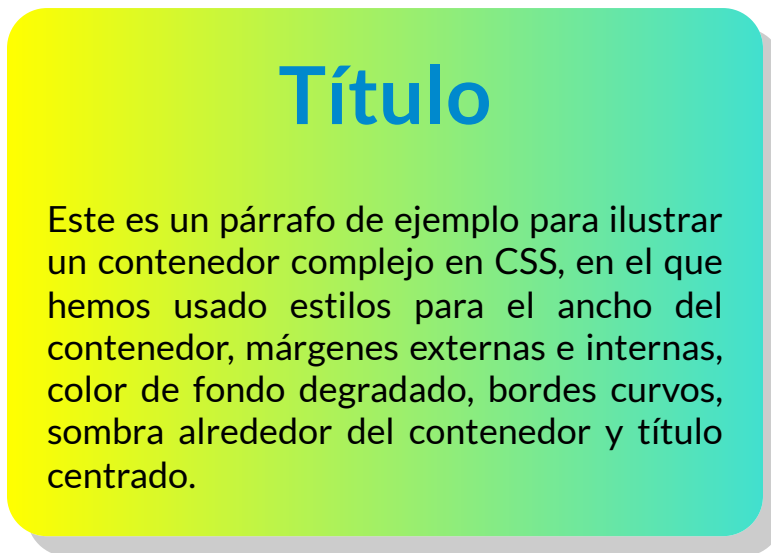 Título
Este es un párrafo de ejemplo para ilustrar
un contenedor complejo en CSS, en el que
hemos usado estilos para el ancho del
contenedor, márgenes externas e internas,
color de fondo degradado, bordes curvos,
sombra alrededor del contenedor y título
centrado.